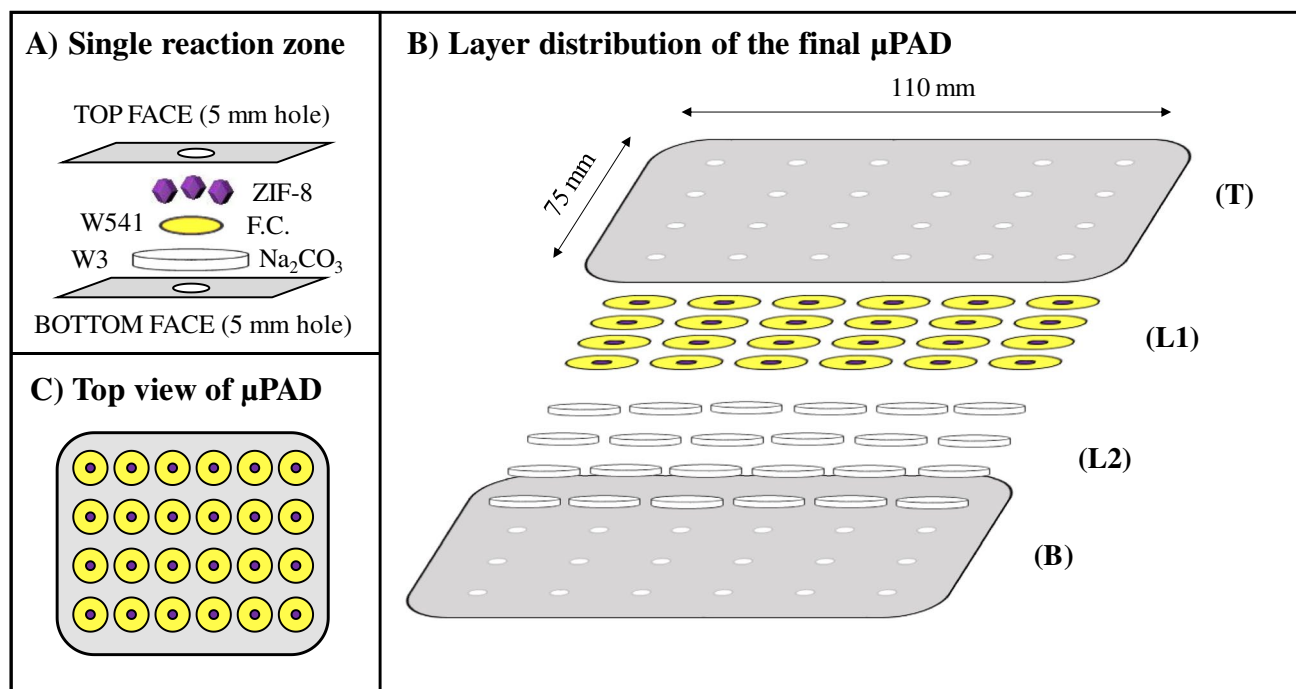 A) Single reaction zone
TOP FACE (5 mm hole)
ZIF-8
W541
F.C.
W3
Na₂CO₃
BOTTOM FACE (5 mm hole)
B) Layer distribution of the final µPAD
110 mm
75 mm
(T)
(L1)
(L2)
(B)
C) Top view of µPAD